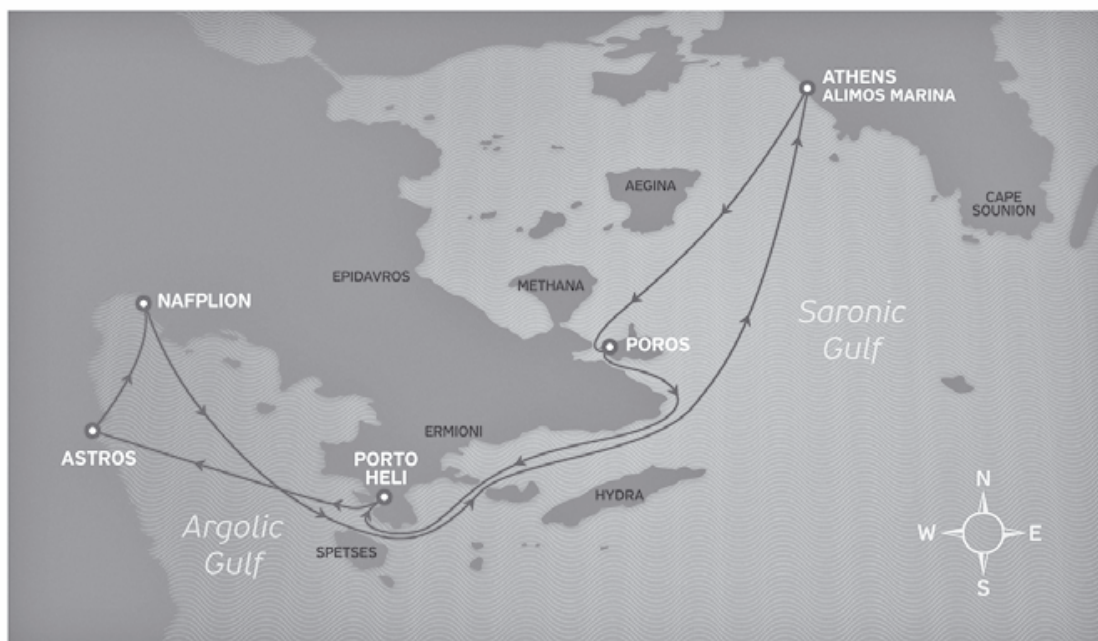 ATHENS
ALIMOS MARINA
AEGINA
CAPE
SOUNION
EPIDAVROS
METHANA
NAFPLION
Saronic
Gulf
POROS
ASTROS
ERMIONI
PORTO
HELI
HYDRA
Argolic
Gulf
SPETSES
N
W
E
S